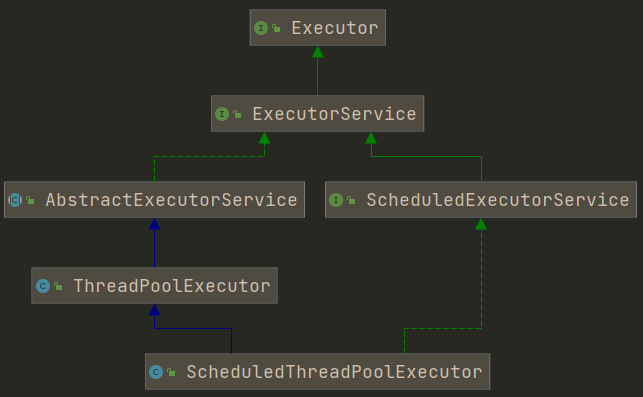 Executor
ExecutorService
AbstractExecutorService
ScheduledExecutorService
ThreadPoolExecutor
ScheduledThreadPoolExecutor